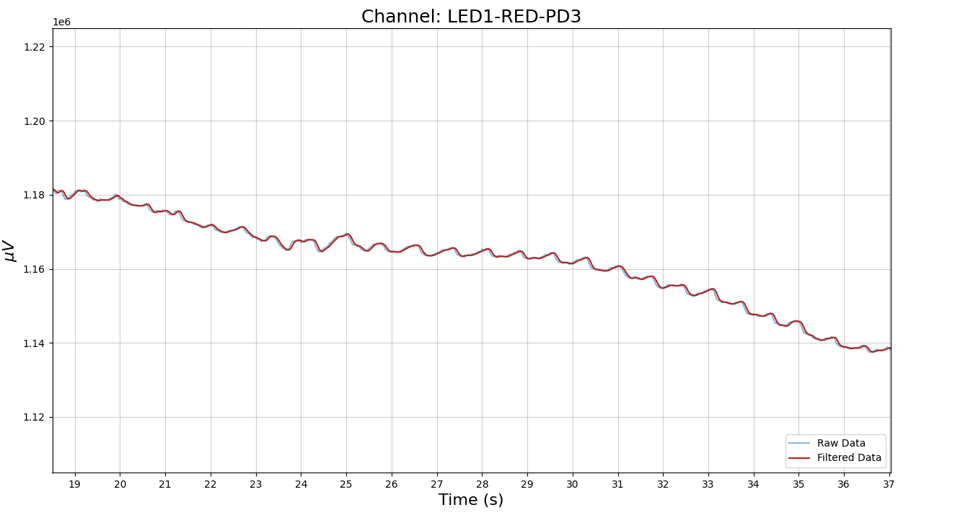 Channel: LED1-RED-PD3
1e6
1.22
1.20
1.18
1.16
1.14
1.12
µV
19 20 21 22 23 24 25 26 27 28 29 30 31 32 33 34 35 36 37
Time (s)
Raw Data
Filtered Data